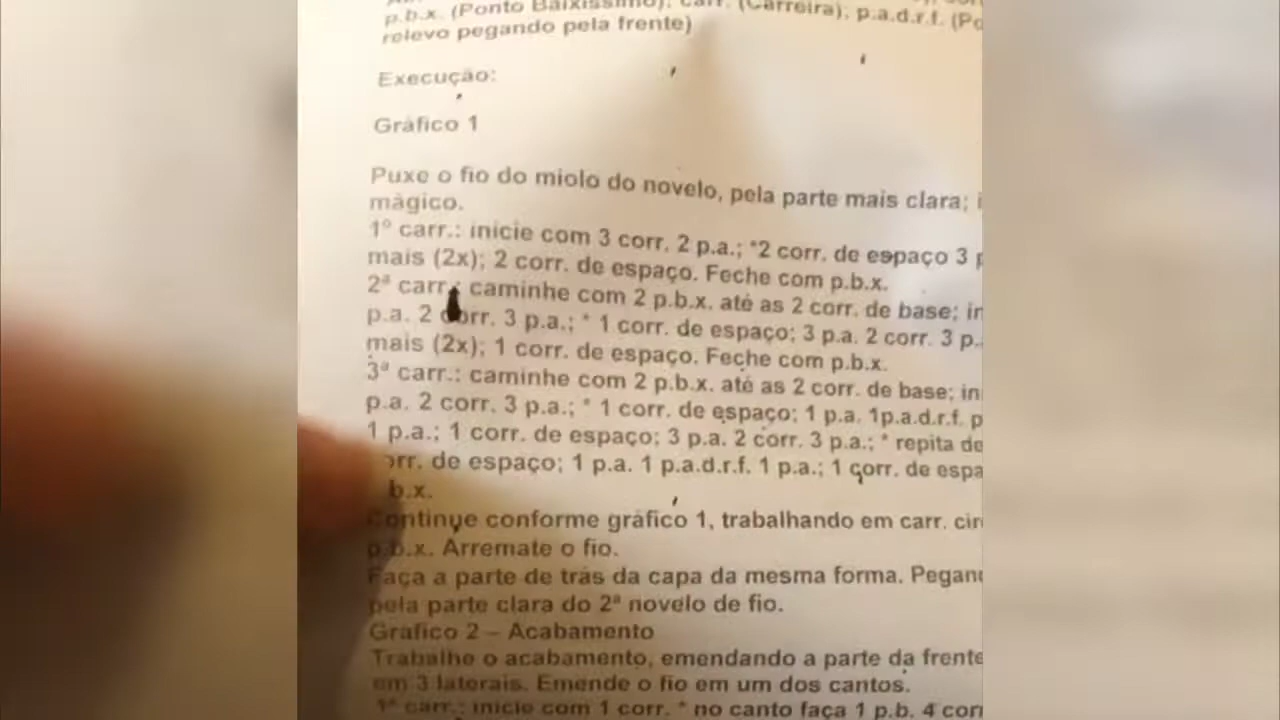 p.b.x. (Ponto Baixíssimo); carr. (Carreira); p.a.d.r.f. (Po
relevo pegando pela frente)
Execução:
Gráfico 1
Puxe o fio do miolo do novelo, pela parte mais clara; i
mágico.
1º carr.: inicie com 3 corr. 2 p.a.; *2 corr. de espaço 3 p
mais (2x); 2 corr. de espaço. Feche com p.b.x.
2ª carr.: caminhe com 2 p.b.x. até as 2 corr. de base; in
p.a. 2 corr. 3 p.a.; * 1 corr. de espaço; 3 p.a. 2 corr. 3 p.
mais (2x); 1 corr. de espaço. Feche com p.b.x.
3ª carr.: caminhe com 2 p.b.x. até as 2 corr. de base; ini
p.a. 2 corr. 3 p.a.; * 1 corr. de espaço; 1 p.a. 1p.a.d.r.f. p
1 p.a.; 1 corr. de espaço; 3 p.a. 2 corr. 3 p.a.; * repita de
orr. de espaço; 1 p.a. 1 p.a.d.r.f. 1 p.a.; 1 corr. de espa
b.x.
Continue conforme gráfico 1, trabalhando em carr. cir
p.b.x. Arremate o fio.
Faça a parte de trás da capa da mesma forma. Pegan
pela parte clara do 2ª novelo de fio.
Gráfico 2 – Acabamento
Trabalhe o acabamento, emendando a parte da frente
em 3 laterais. Emende o fio em um dos cantos.
1ª carr.: inicie com 1 corr. * no canto faça 1 p.b. 4 corr